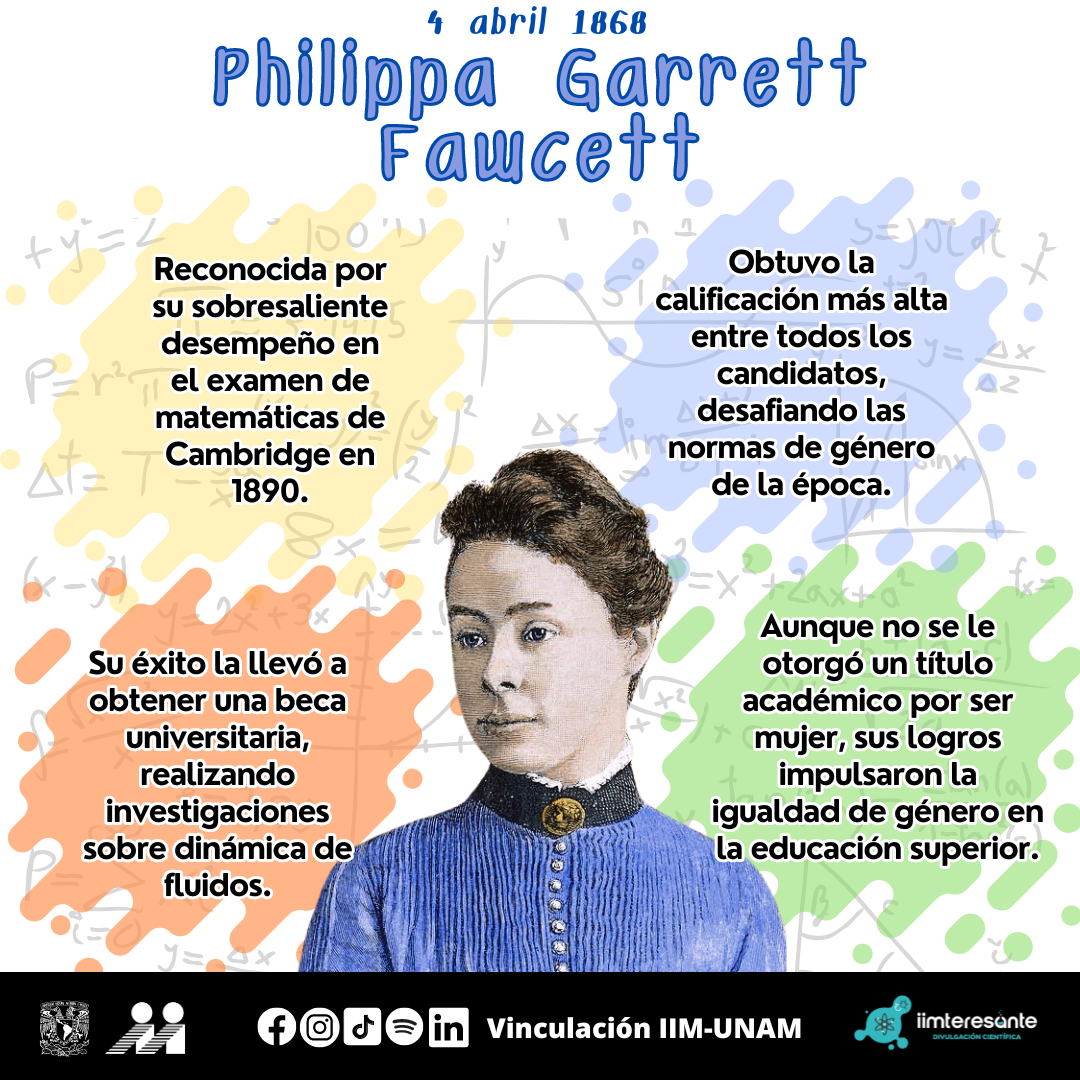 4 abril 1868
Philippa Garrett
Fawcett
Reconocida por
su sobresaliente
desempeño en
el examen de
matemáticas de
Cambridge en
1890.
Obtuvo la
calificación más alta
entre todos los
candidatos,
desafiando las
normas de género
de la época.
Su éxito la llevó a
obtener una beca
universitaria,
realizando
investigaciones
sobre dinámica de
fluidos.
Aunque no se le
otorgó un título
académico por ser
mujer, sus logros
impulsaron la
igualdad de género en
la educación superior.
Vinculación IIM-UNAM
iimteresánte
DIVULGACIÓN CIENTÍFICA